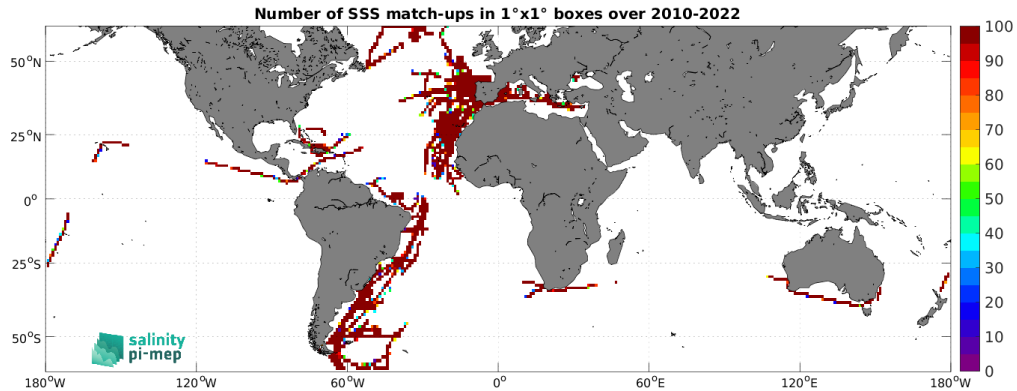 Number of SSS match-ups in 1°x1° boxes over 2010-2022
100
90
80
70
60
50
40
30
20
10
0
50°N
25°N
0°
25°S
50°S
salinity
pi-mep
180°W
120°W
60°W
0°
60°E
120°E
180°W